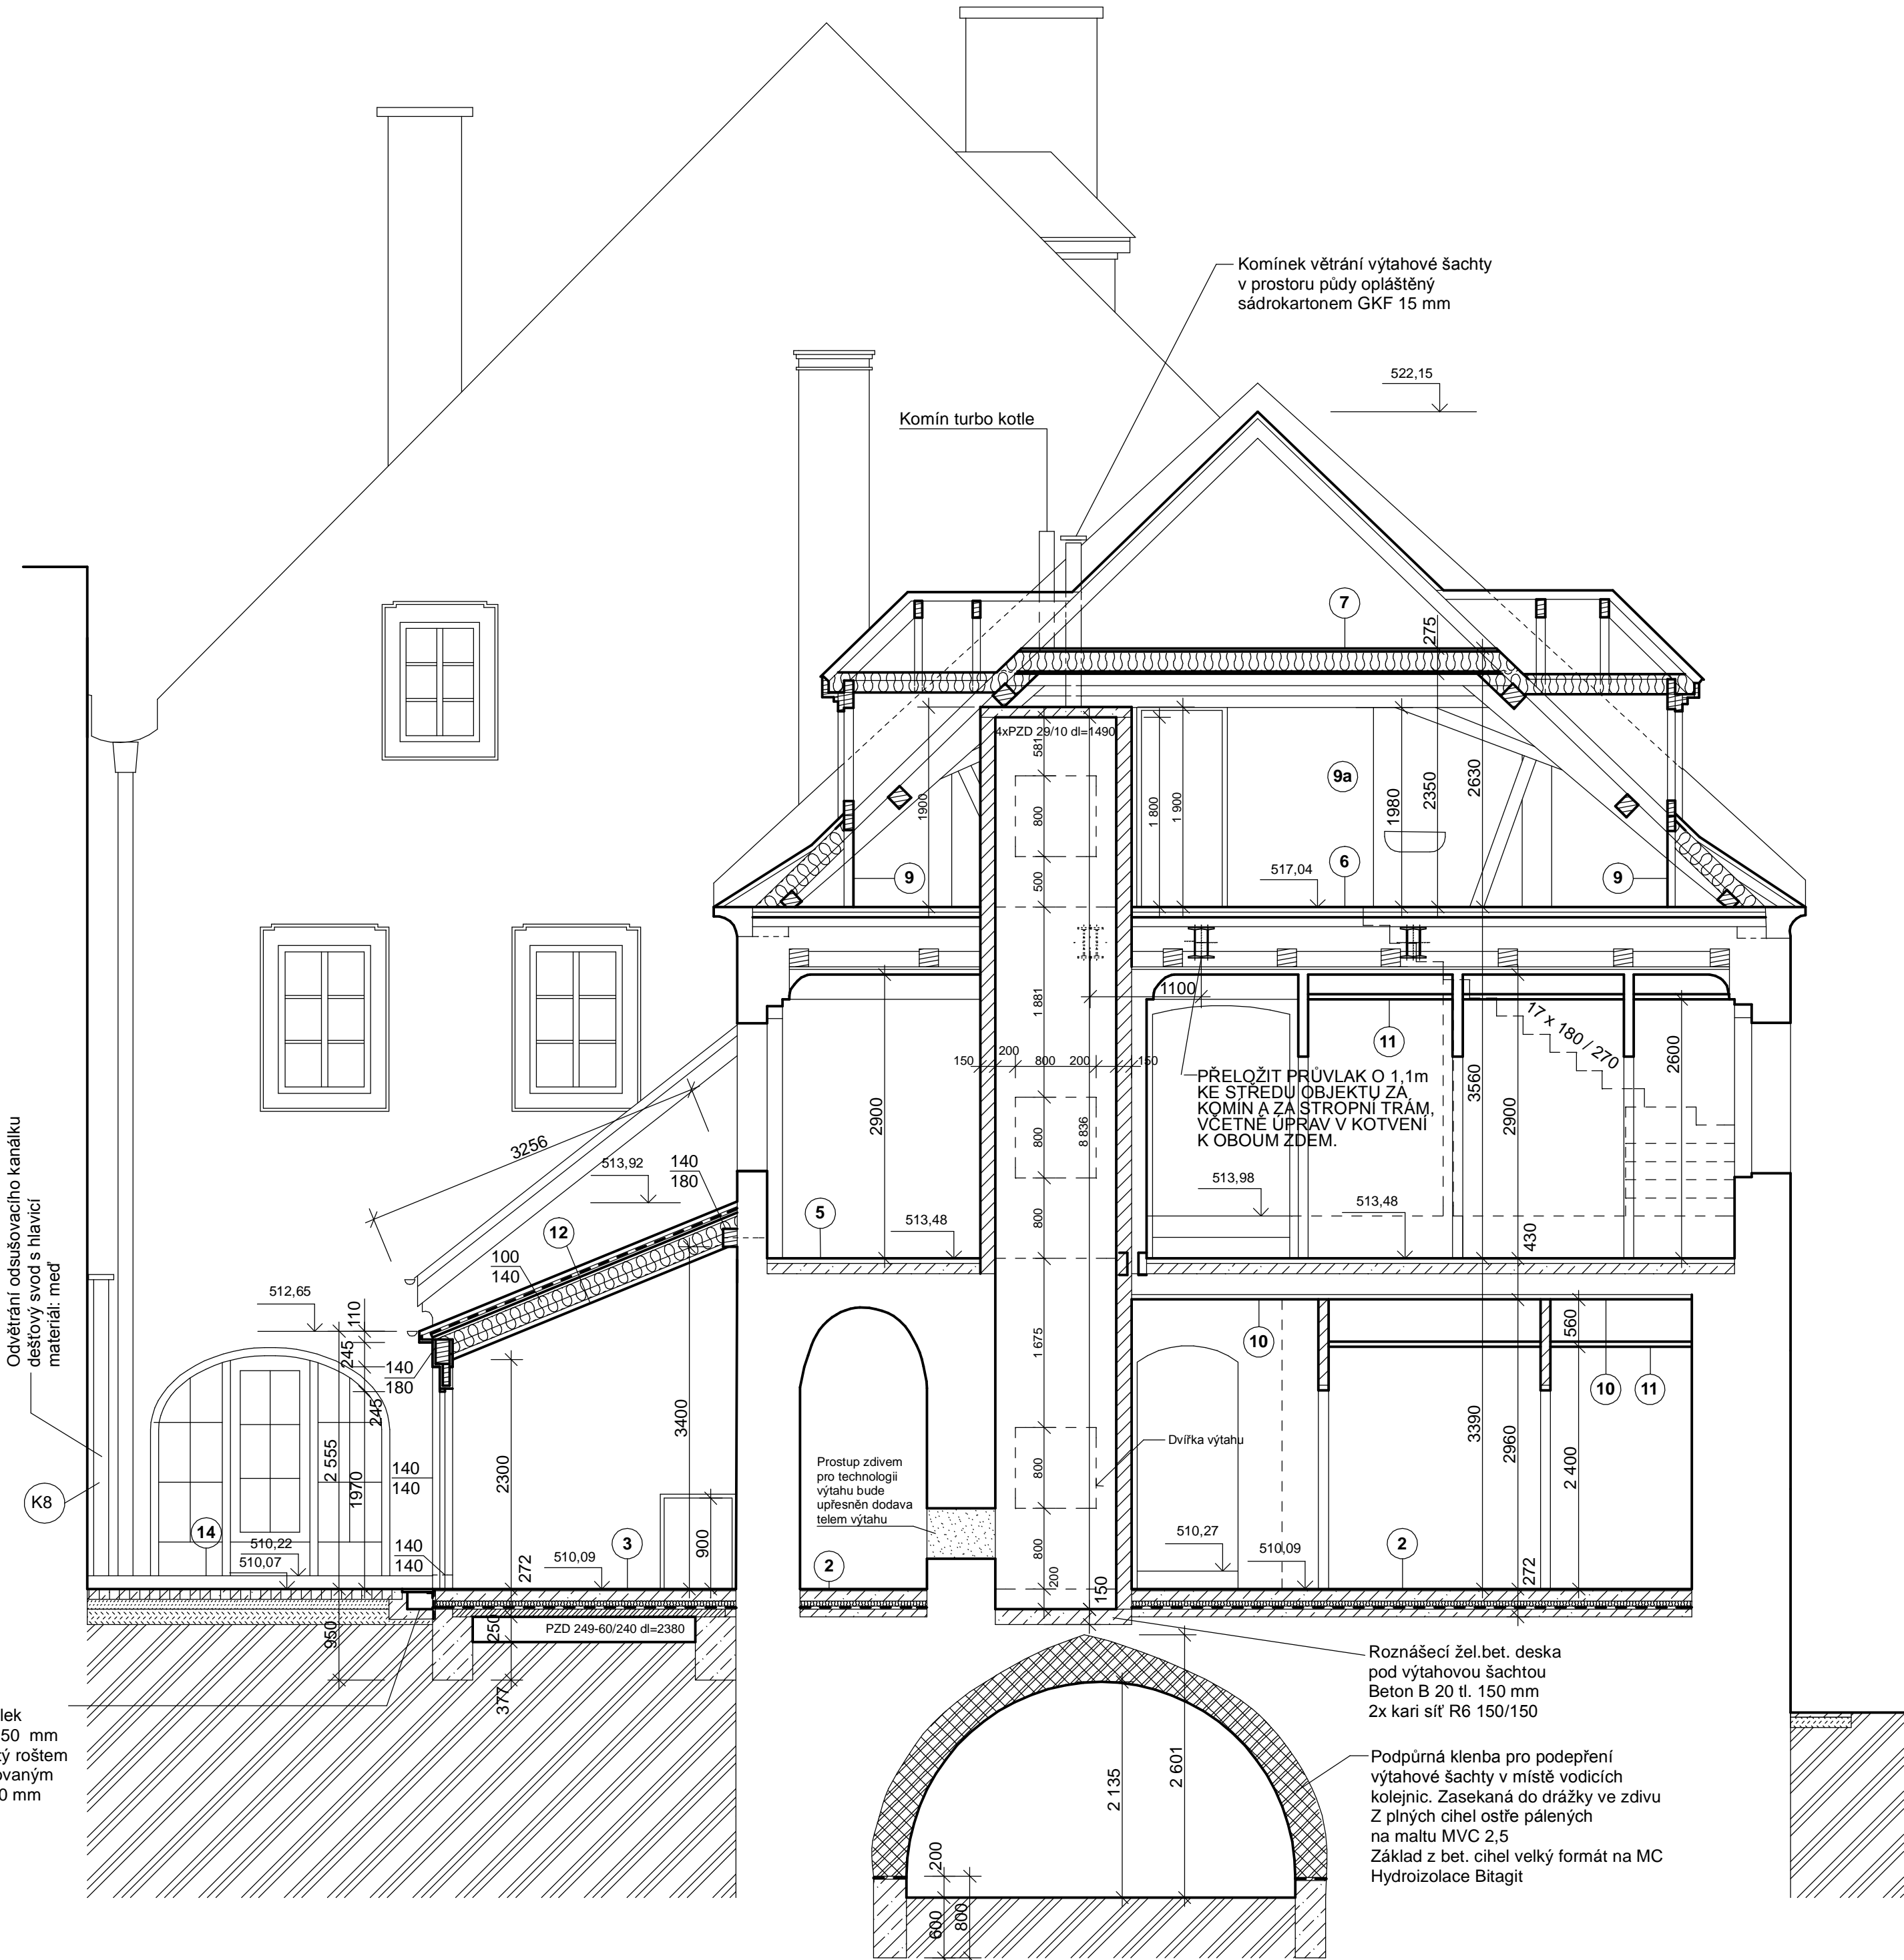 Komínek větrání výtahové šachty
v prostoru půdy opláštěný
sádrokartonem GKF 15 mm
522,15
Komín turbo kotle
7
275
4xPZD 29/10 dl=1490
581
800
500
1900
1 800
1 900
9a
1980
2350
2630
517,04
6
9
9
1881
1100
150
200
800
200
150
8 836
2900
11
17 x 180 / 270
2600
3560
2900
PŘELOŽIT PRŮVLAK O 1,1m
KE STŘEDU OBJEKTU ZA
KOMÍN A ZA STROPNÍ TRÁM,
VČETNĚ ÚPRAV V KOTVENÍ
K OBOUM ZDEM.
800
800
3256
513,92
140
180
5
513,48
513,98
513,48
430
12
100
140
Odvětrání odsušovacího kanálku
dešťový svod s hlavicí
materiál: meď
512,65
110
245
140
180
245
2 555
1970
140
140
2300
3400
K8
14
510,22
510,07
140
140
272
510,09
3
900
1675
10
560
10
11
3390
2960
2 400
Dvířka výtahu
Prostup zdivem
pro technologii
výtahu bude
upřesněn dodava
telem výtahu
800
800
200
150
2
510,27
510,09
2
272
950
250
377
PZD 249-60/240 dl=2380
Roznášecí žel.bet. deska
pod výtahovou šachtou
Beton B 20 tl. 150 mm
2x kari síť R6 150/150
lek
50 mm
ý roštem
ovaným
0 mm
2 135
2 601
Podpůrná klenba pro podepření
výtahové šachty v místě vodicích
kolejnic. Zasekaná do drážky ve zdivu
Z plných cihel ostře pálených
na maltu MVC 2,5
Základ z bet. cihel velký formát na MC
Hydroizolace Bitagit
200
600
800